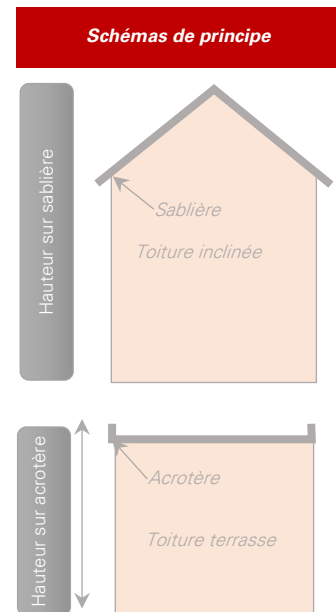 Schémas de principe
Hauteur sur sablière
Sablière
Toiture inclinée
Hauteur sur acrotère
Acrotère
Toiture terrasse